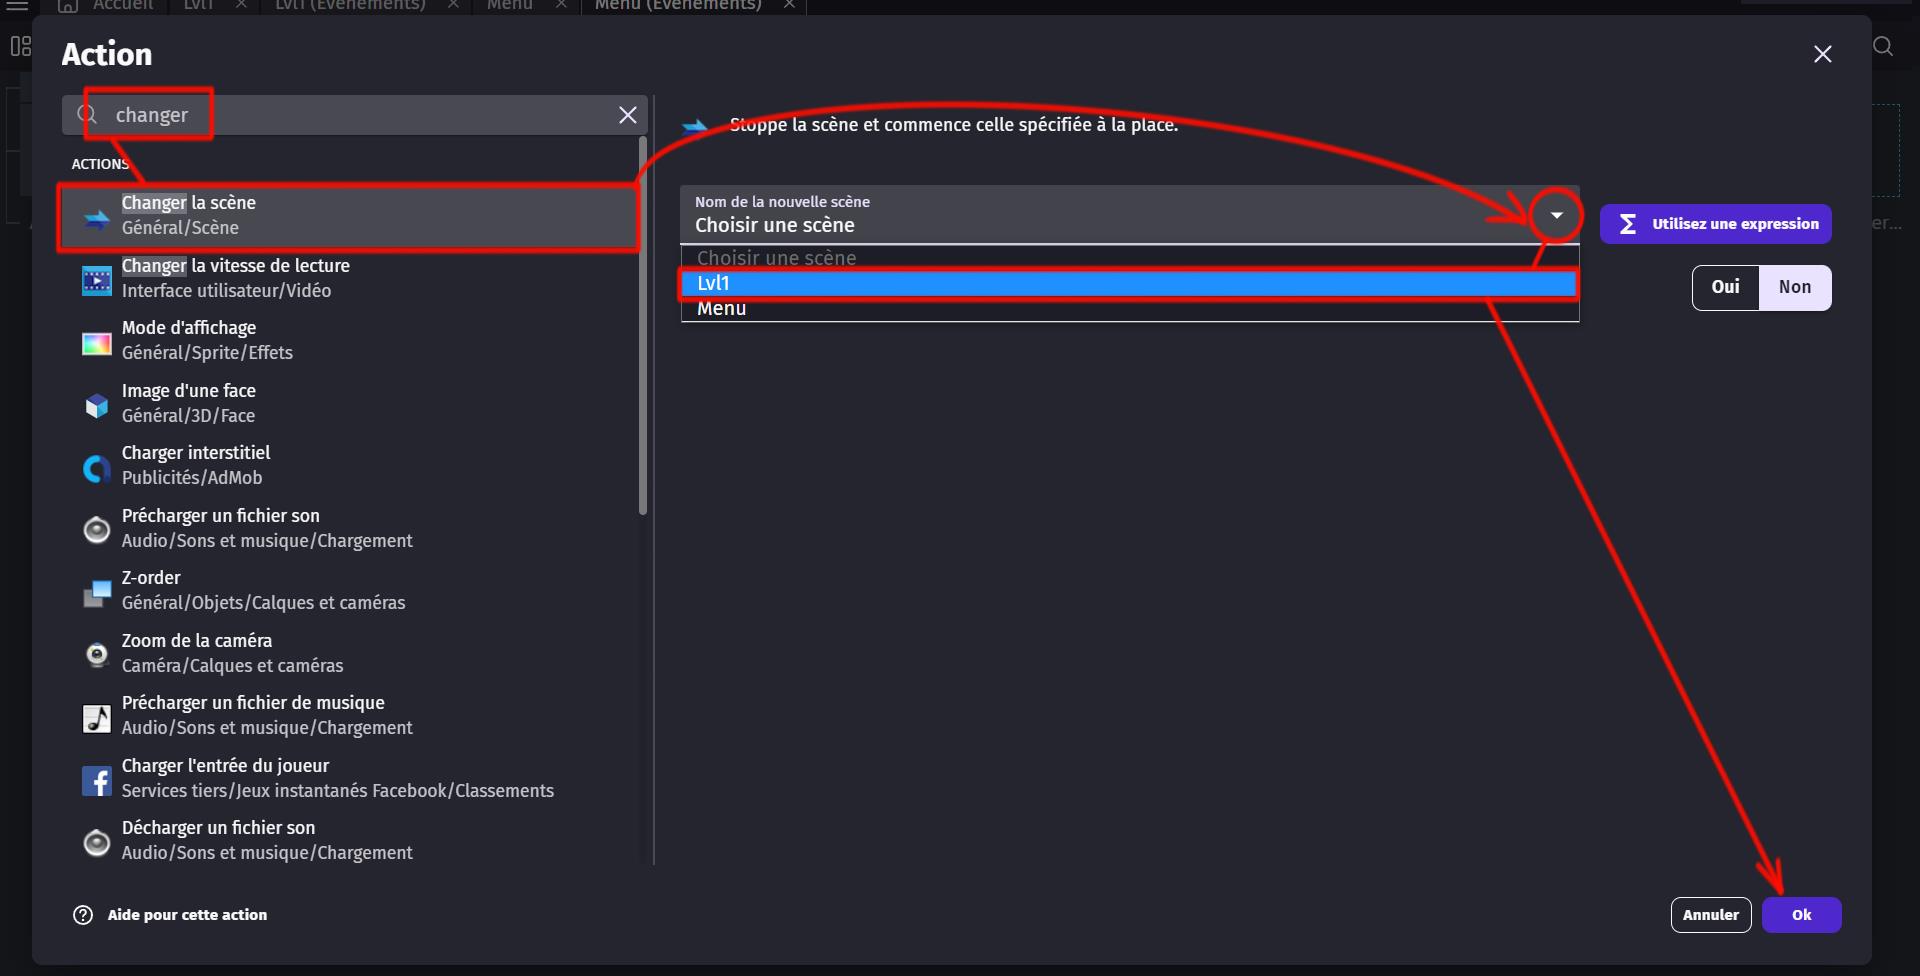 Accueil
Lvl1
Lvl1 (Événements)
Menu
Menu (Événements)
Action
changer
ACTIONS
Changer la scène
Général/Scène
Changer la vitesse de lecture
Interface utilisateur/Vidéo
Mode d'affichage
Général/Sprite/Effets
Image d'une face
Général/3D/Face
Charger interstitiel
Publicités/AdMob
Précharger un fichier son
Audio/Sons et musique/Chargement
Z-order
Général/Objets/Calques et caméras
Zoom de la caméra
Caméra/Calques et caméras
Précharger un fichier de musique
Audio/Sons et musique/Chargement
Charger l'entrée du joueur
Services tiers/Jeux instantanés Facebook/Classements
Décharger un fichier son
Audio/Sons et musique/Chargement
Aide pour cette action
Stoppe la scène et commence celle spécifiée à la place.
Nom de la nouvelle scène
Choisir une scène
Choisir une scène
Lvl1
Menu
Utilisez une expression
Oui
Non
er...
Annuler
Ok